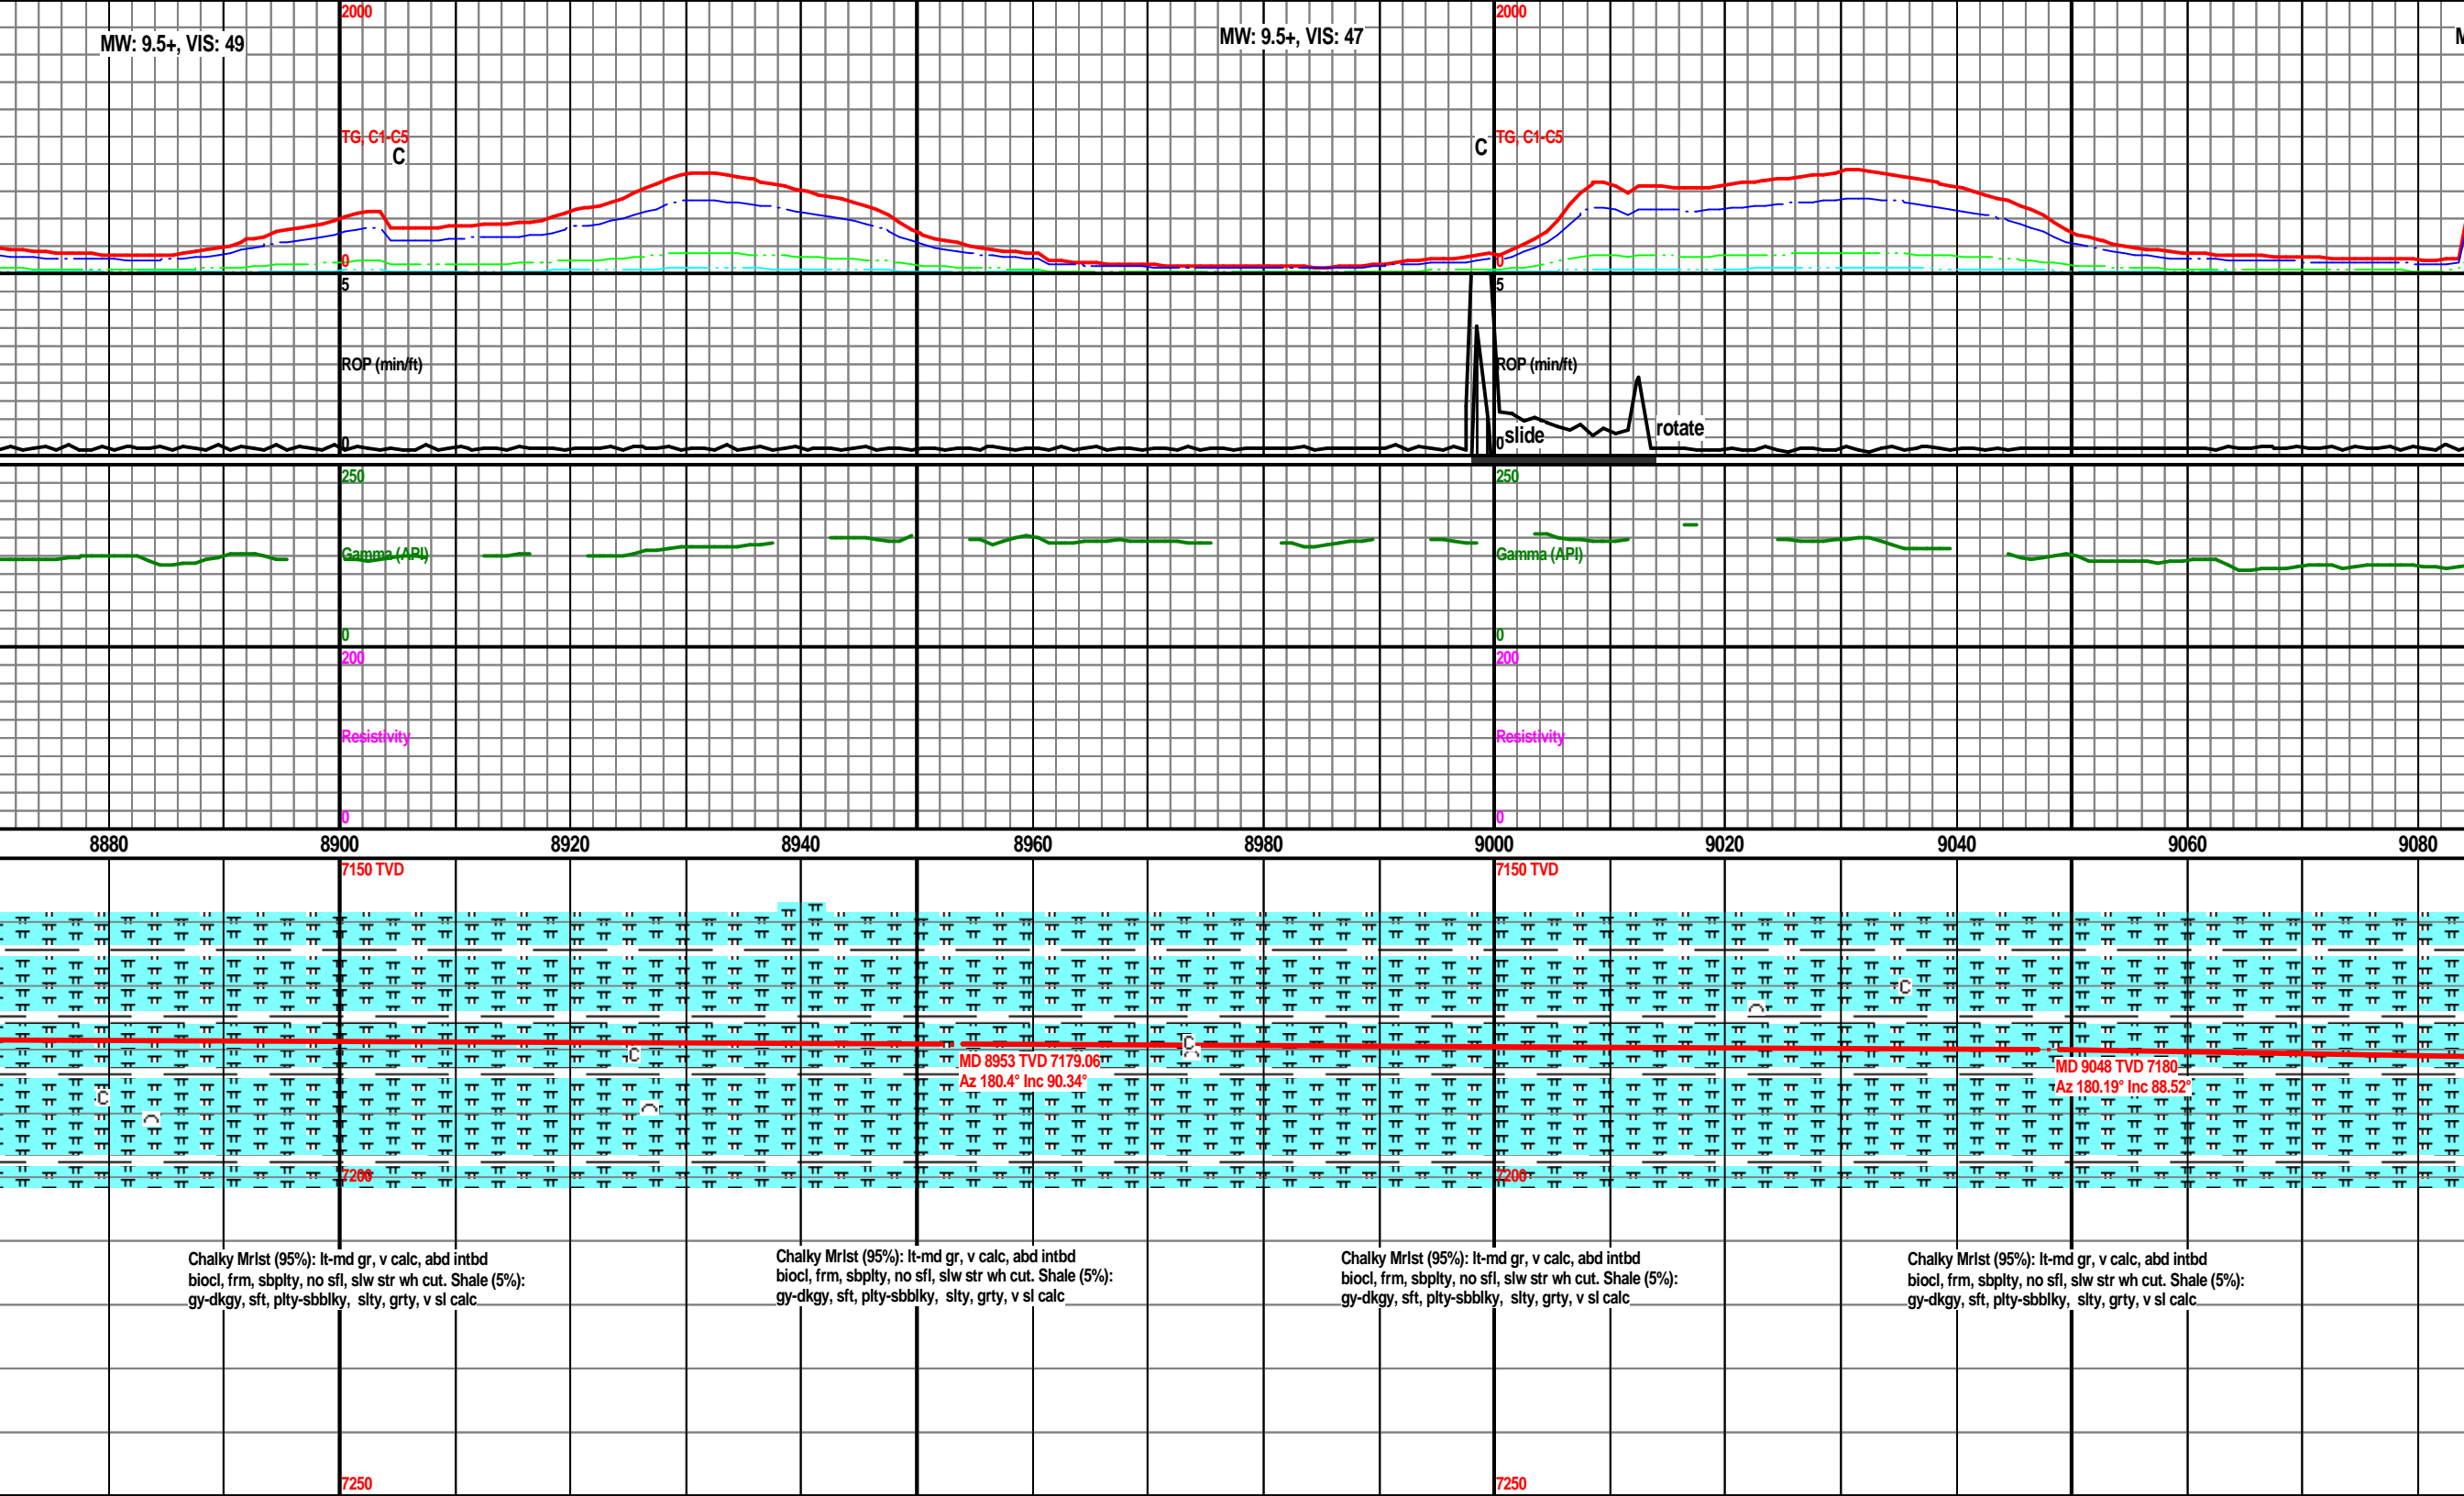 2000
2000
MW: 9.5+, VIS: 49
MW: 9.5+, VIS: 47
TG, C1-C5
C
C
TG, C1-C5
0
0
5
5
ROP (min/ft)
ROP (min/ft)
0
0
slide
rotate
250
250
Gamma (API)
Gamma (API)
0
0
200
200
Resistivity
Resistivity
0
0
8880 8900 8920 8940 8960 8980 9000 9020 9040 9060 9080
7150 TVD
7150 TVD
C
C
C
C
MD 8953 TVD 7179.06
Az 180.4° Inc 90.34°
MD 9048 TVD 7180
Az 180.19° Inc 88.52°
7200
7200
Chalky Mrlst (95%): lt-md gr, v calc, abd intbd
biocl, frm, sbplty, no sfl, slw str wh cut. Shale (5%):
gy-dkgy, sft, plty-sbblky, slty, grty, v sl calc
Chalky Mrlst (95%): lt-md gr, v calc, abd intbd
biocl, frm, sbplty, no sfl, slw str wh cut. Shale (5%):
gy-dkgy, sft, plty-sbblky, slty, grty, v sl calc
Chalky Mrlst (95%): lt-md gr, v calc, abd intbd
biocl, frm, sbplty, no sfl, slw str wh cut. Shale (5%):
gy-dkgy, sft, plty-sbblky, slty, grty, v sl calc
Chalky Mrlst (95%): lt-md gr, v calc, abd intbd
biocl, frm, sbplty, no sfl, slw str wh cut. Shale (5%):
gy-dkgy, sft, plty-sbblky, slty, grty, v sl calc
7250
7250